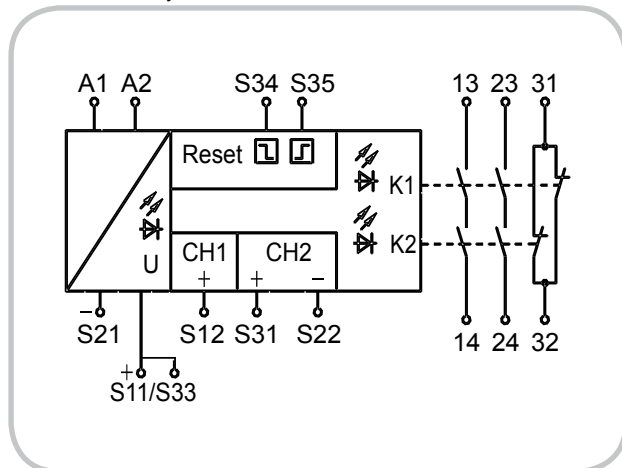 A1 A2 S34 S35 13 23 31
Reset
K1
K2
U
CH1 CH2
+ + −
− S21 S12 S31 S22 14 24 32
+
S11/S33